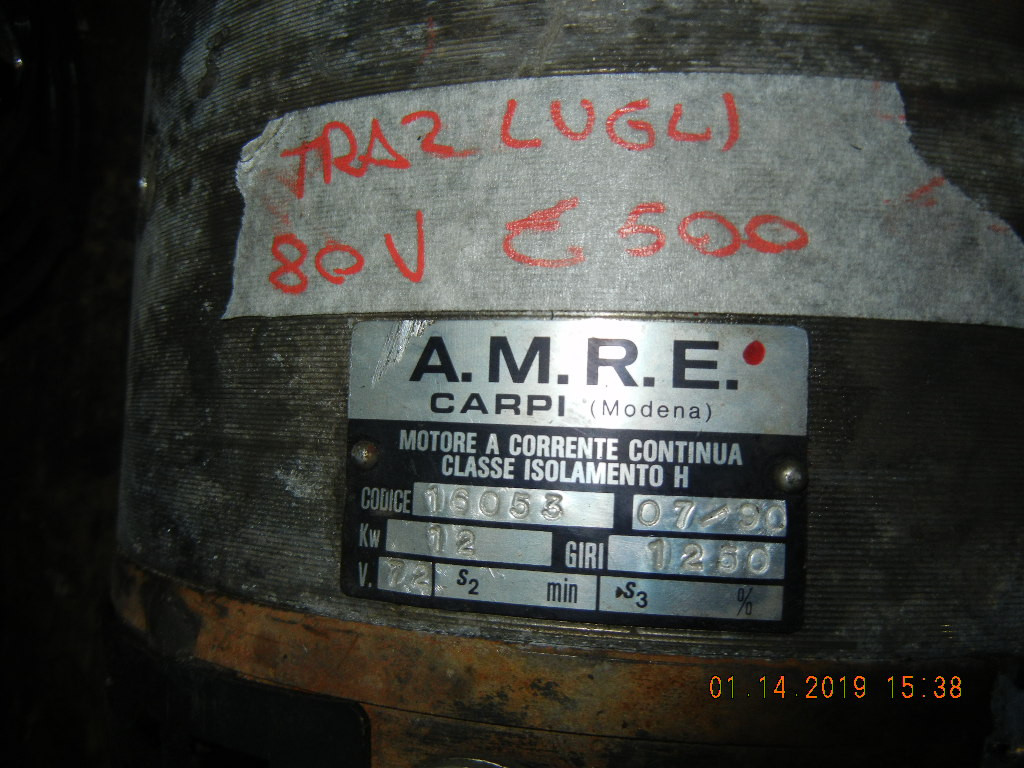 TRAZ LUGLI
80V C 500
A.M.R.E.
CARPI (Modena)
MOTORE A CORRENTE CONTINUA
CLASSE ISOLAMENTO H
CODICE 16053 07/90
Kw 12 GIRI 1250
V. 72 S2 min S3 %
01.14.2019 15:38